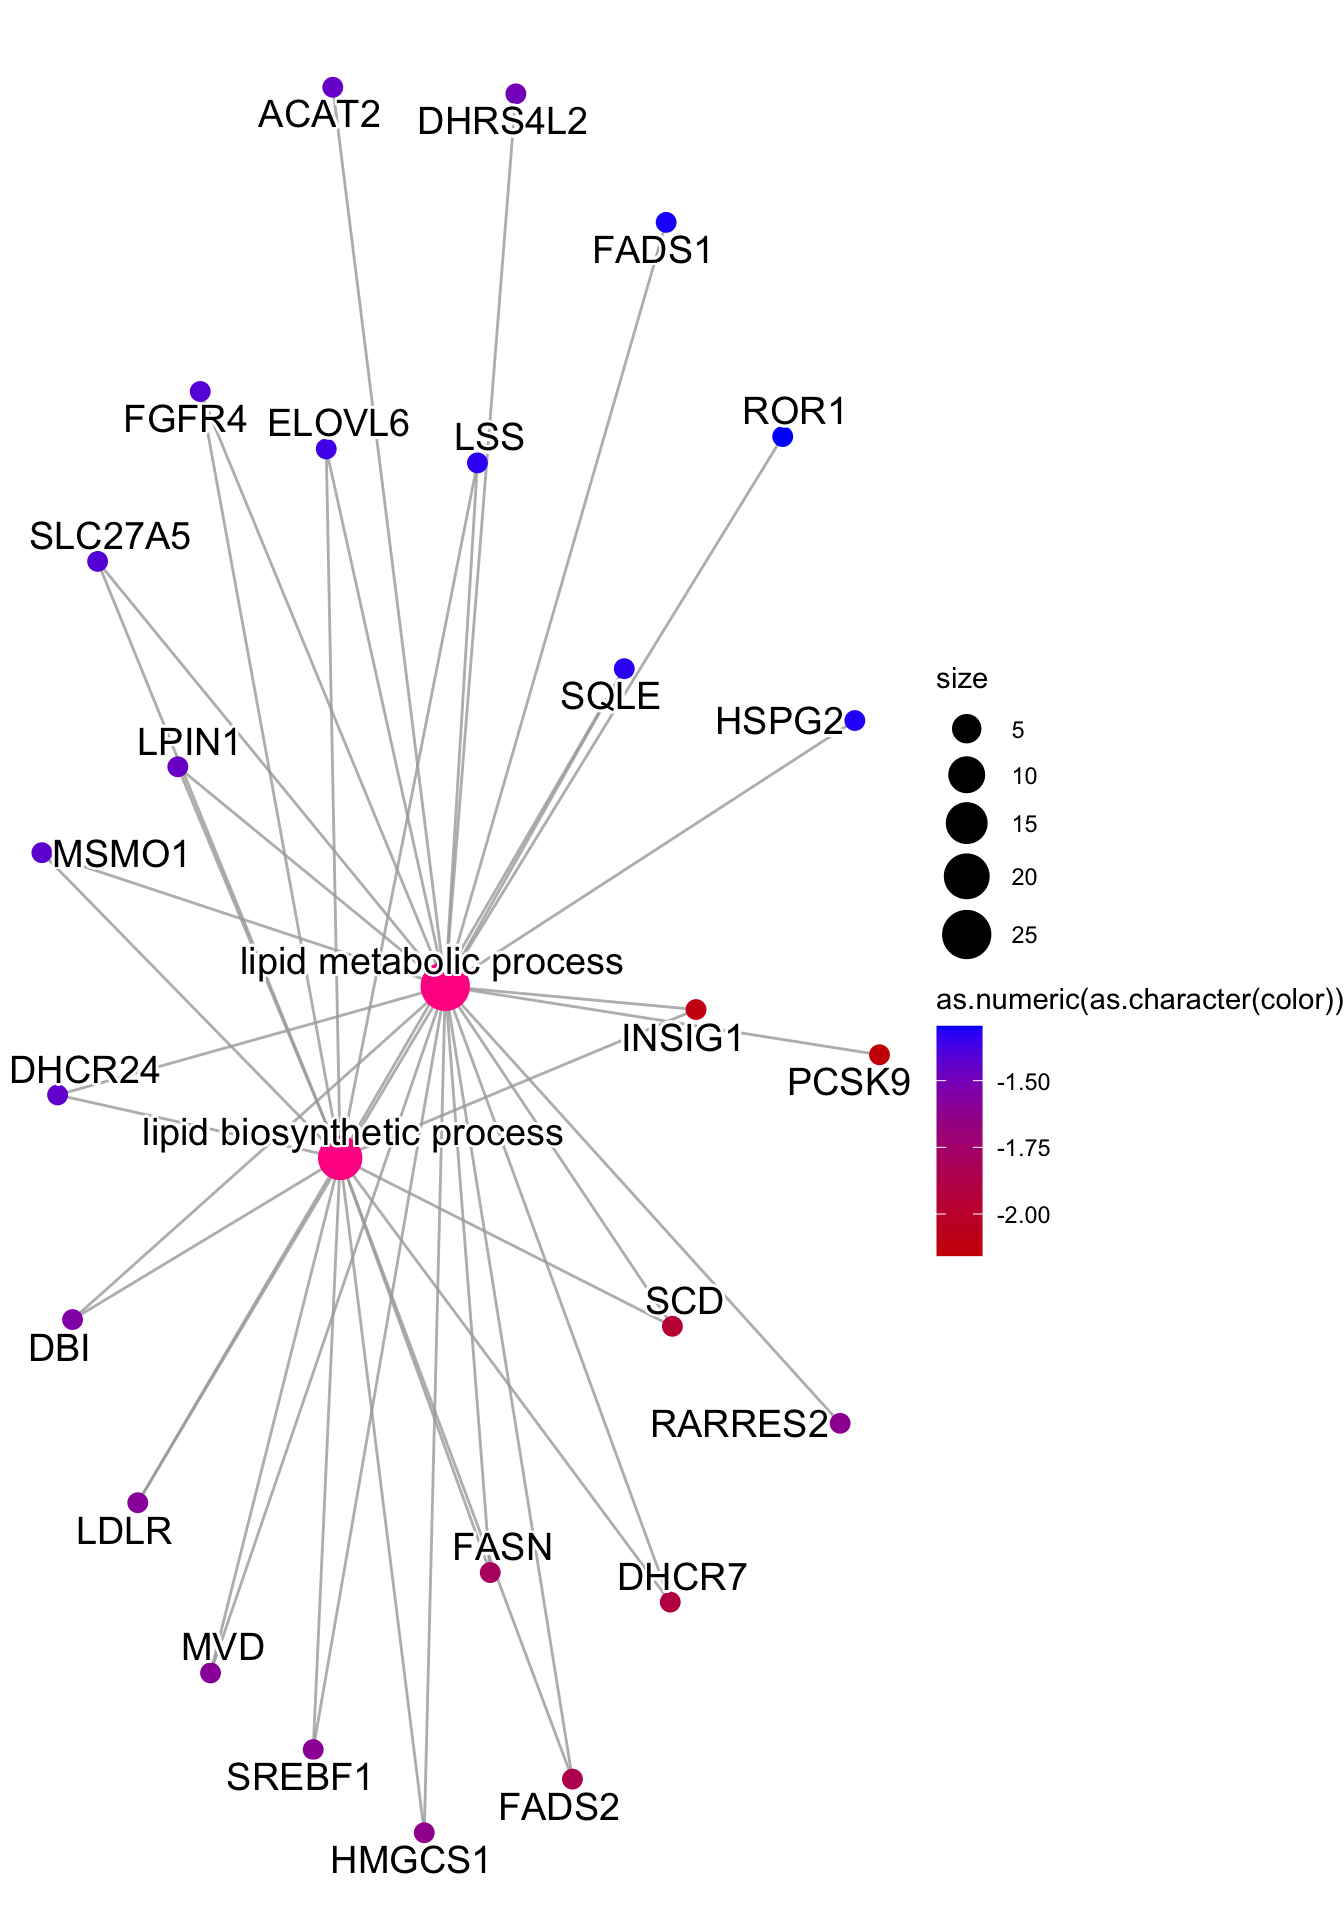 ACAT2
DHRS4L2
FADS1
FGFR4
ELOVL6
LSS
ROR1
SLC27A5
SQLE
HSPG2
LPIN1
MSMO1
lipid metabolic process
INSIG1
PCSK9
DHCR24
lipid biosynthetic process
SCD
DBI
RARRES2
LDLR
FASN
DHCR7
MVD
SREBF1
FADS2
HMGCS1
size
5
10
15
20
25
as.numeric(as.character(color))
-1.50
-1.75
-2.00